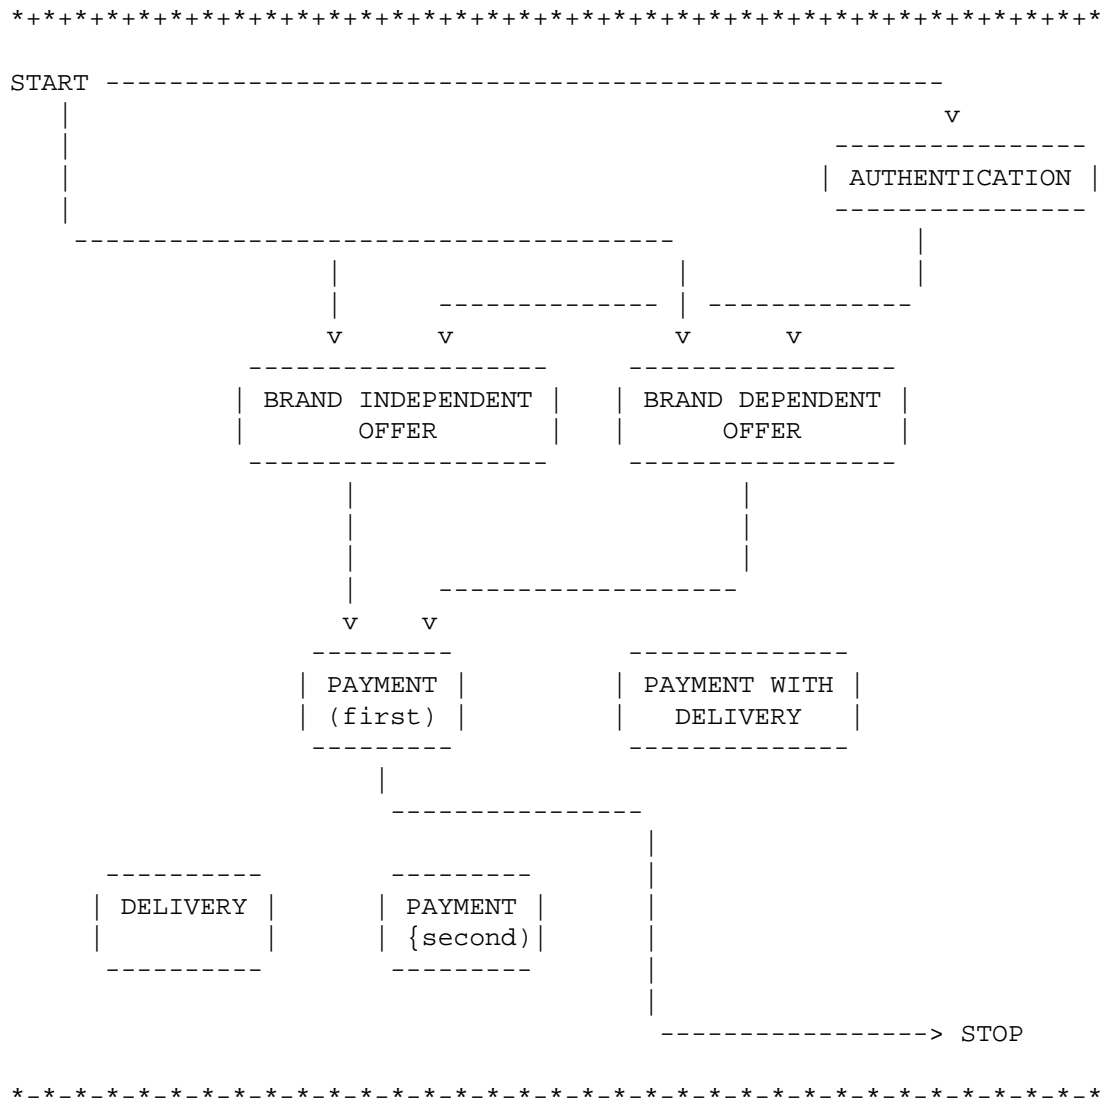 *+*+*+*+*+*+*+*+*+*+*+*+*+*+*+*+*+*+*+*+*+*+*+*+*+*+*+*+*+*+*+*+*+*+*
START
v
AUTHENTICATION
v v v v
BRAND INDEPENDENT BRAND DEPENDENT
OFFER OFFER
v v
PAYMENT PAYMENT WITH
(first) DELIVERY
DELIVERY PAYMENT
{second)
STOP
*-*-*-*-*-*-*-*-*-*-*-*-*-*-*-*-*-*-*-*-*-*-*-*-*-*-*-*-*-*-*-*-*-*-*